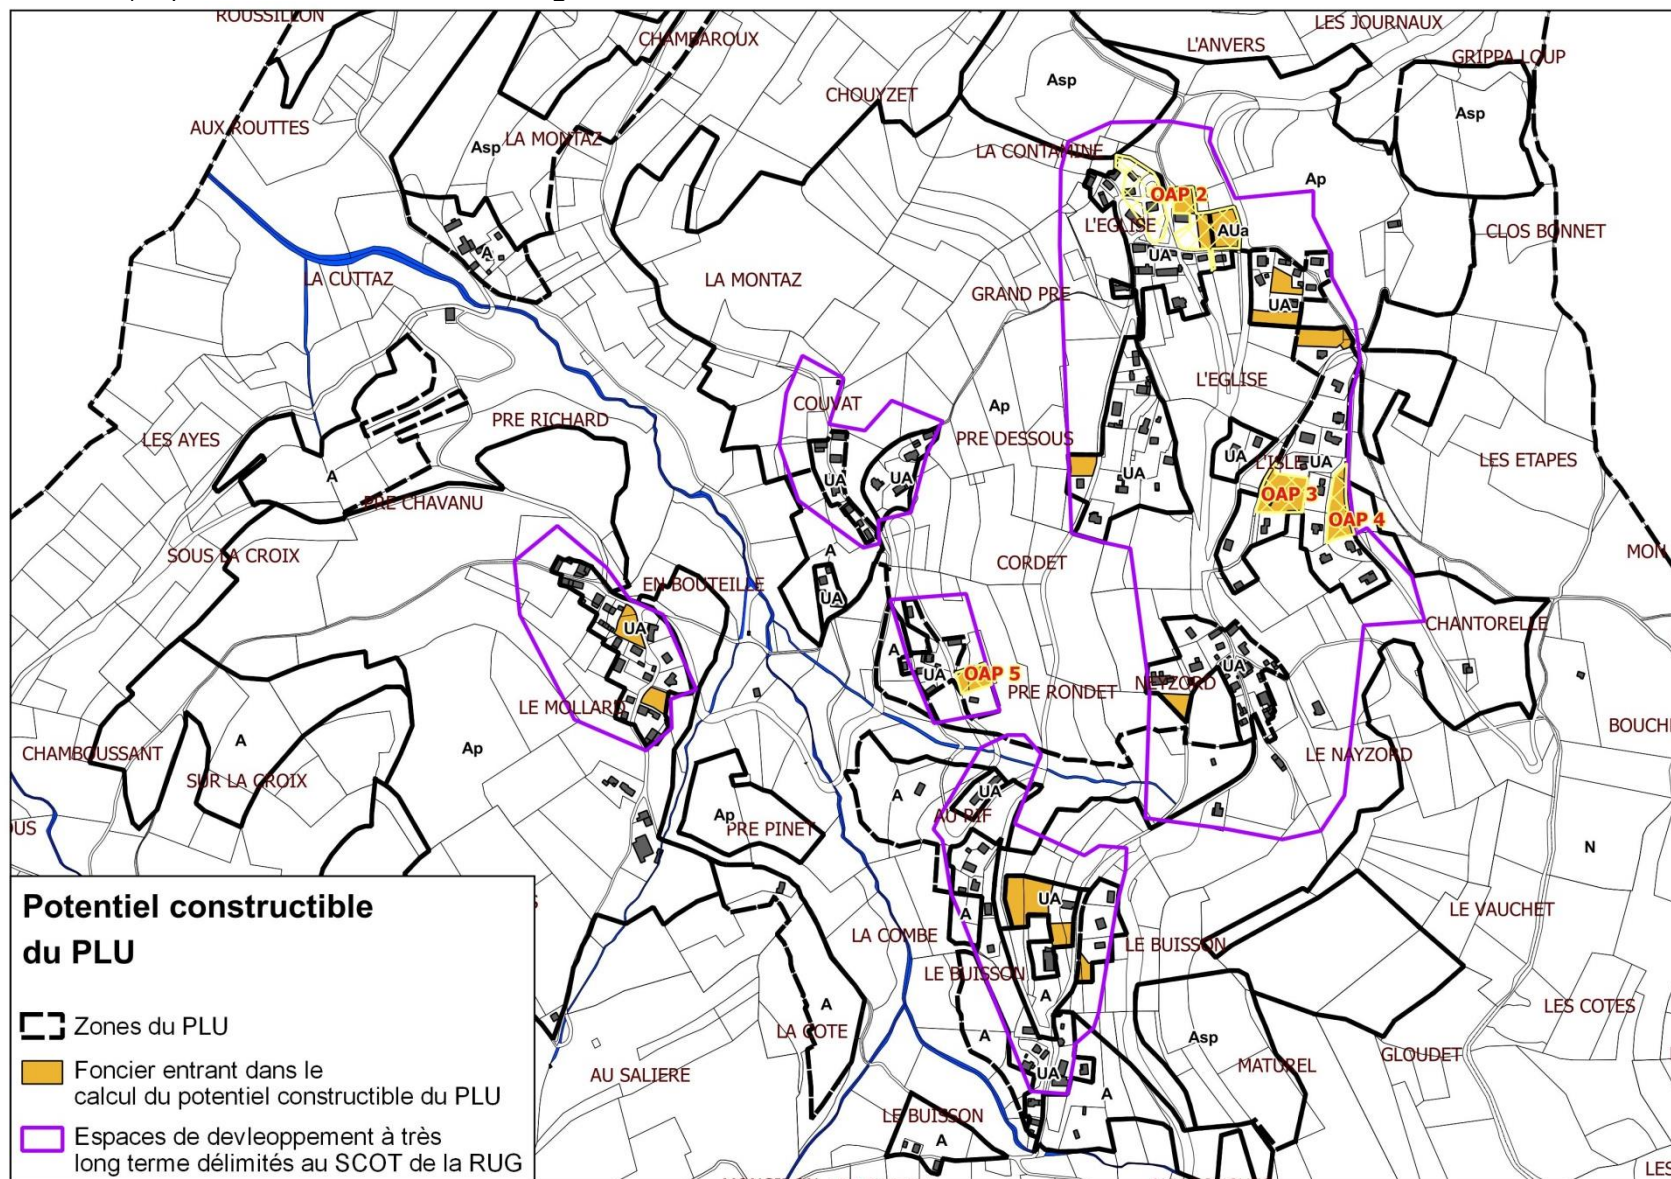 ROUSSILLON
CHAMBAROUX
L'ANVERS
LES JOURNAUX
GRIPPA LOUP
Asp
CHOUYZET
Asp
AUX ROUTTES
Asp
LA MONTAZ
LA CONTAMINE
Ap
OAP 2
L'EGLISE
AUa
CLOS BONNET
A
UA
LA CUTTAZ
LA MONTAZ
GRAND PRE
UA
L'EGLISE
COUVAT
Ap
PRE RICHARD
LES AYES
PRE DESSOUS
UA
L'ISLE
UA
LES ETAPES
A
UA
UA
UA
PRE CHAVANU
OAP 3
OAP 4
SOUS LA CROIX
A
CORDET
MON
EN BOUTEILLE
UA
UA
CHANTORELLE
A
UA
OAP 5
PRE RONDET
NEYZORD
UA
LE MOLLARD
BOUCHE
CHAMBOUSSANT
A
Ap
LE NAYZORD
SUR LA CROIX
A
UA
AU RIF
OUS
Ap
PRE PINET
N
Potentiel constructible
du PLU
S
UA
LE VAUCHET
A
LA COMBE
LE BUISSON
LE BUISSON
A
A
LES COTES
LA COTE
A
Asp
Zones du PLU
GLOUDET
MATUREL
Foncier entrant dans le
calcul du potentiel constructible du PLU
AU SALIERE
UA
A
LE BUISSON
A
Espaces de devleoppement à très
long terme délimités au SCOT de la RUG
LES